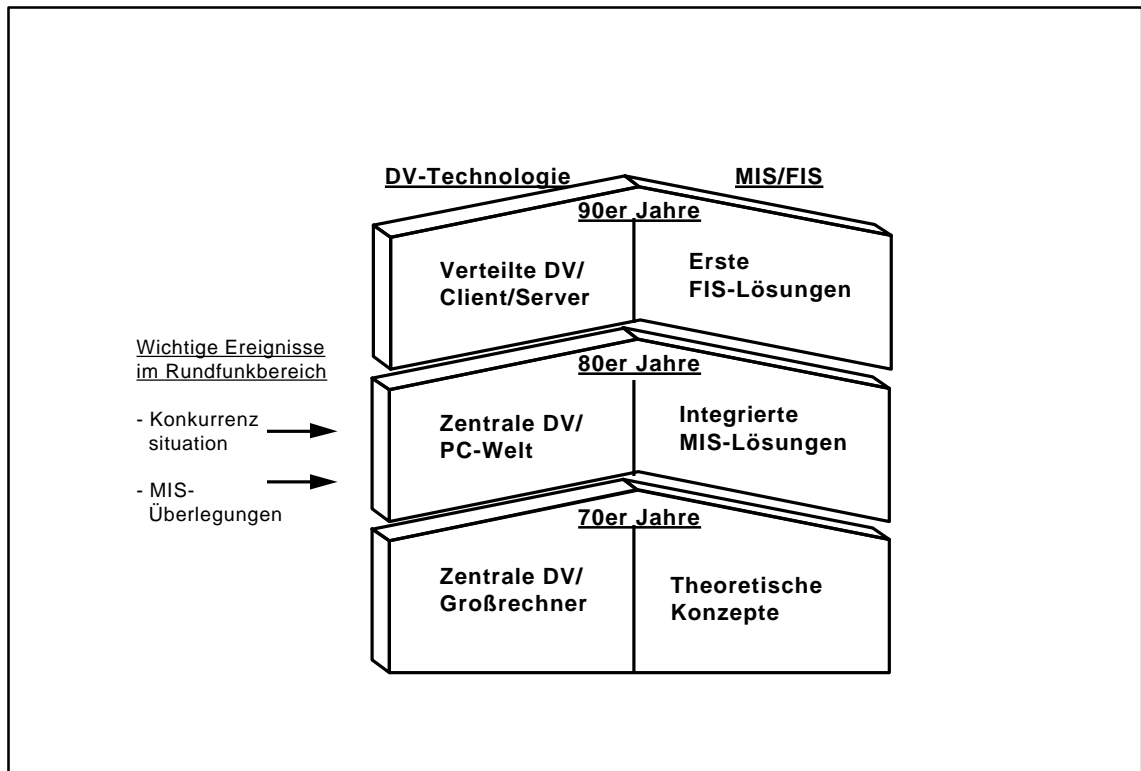 DV-Technologie
MIS/FIS
90er Jahre
Verteilte DV/
Client/Server
Erste
FIS-Lösungen
Wichtige Ereignisse
im Rundfunkbereich
- Konkurrenz
situation
- MIS-
Überlegungen
80er Jahre
Zentrale DV/
PC-Welt
Integrierte
MIS-Lösungen
70er Jahre
Zentrale DV/
Großrechner
Theoretische
Konzepte